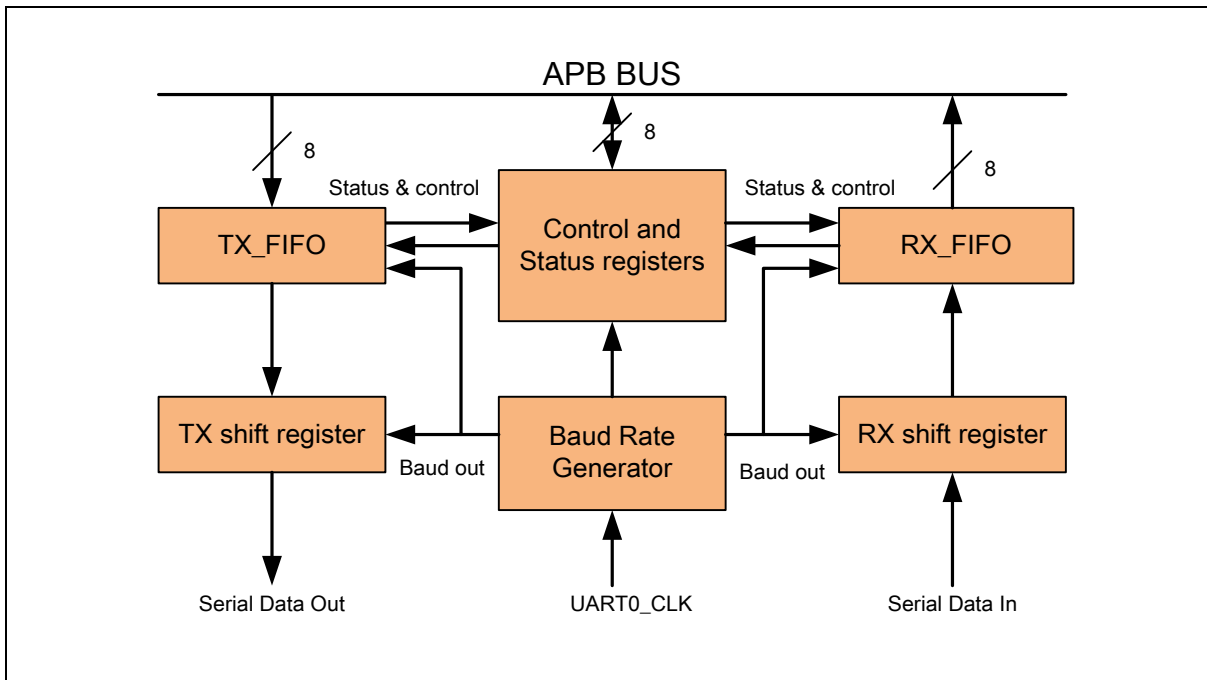 APB BUS
8
8
8
Status & control
Status & control
TX_FIFO
Control and
Status registers
RX_FIFO
TX shift register
Baud out
Baud Rate
Generator
Baud out
RX shift register
Serial Data Out
UART0_CLK
Serial Data In